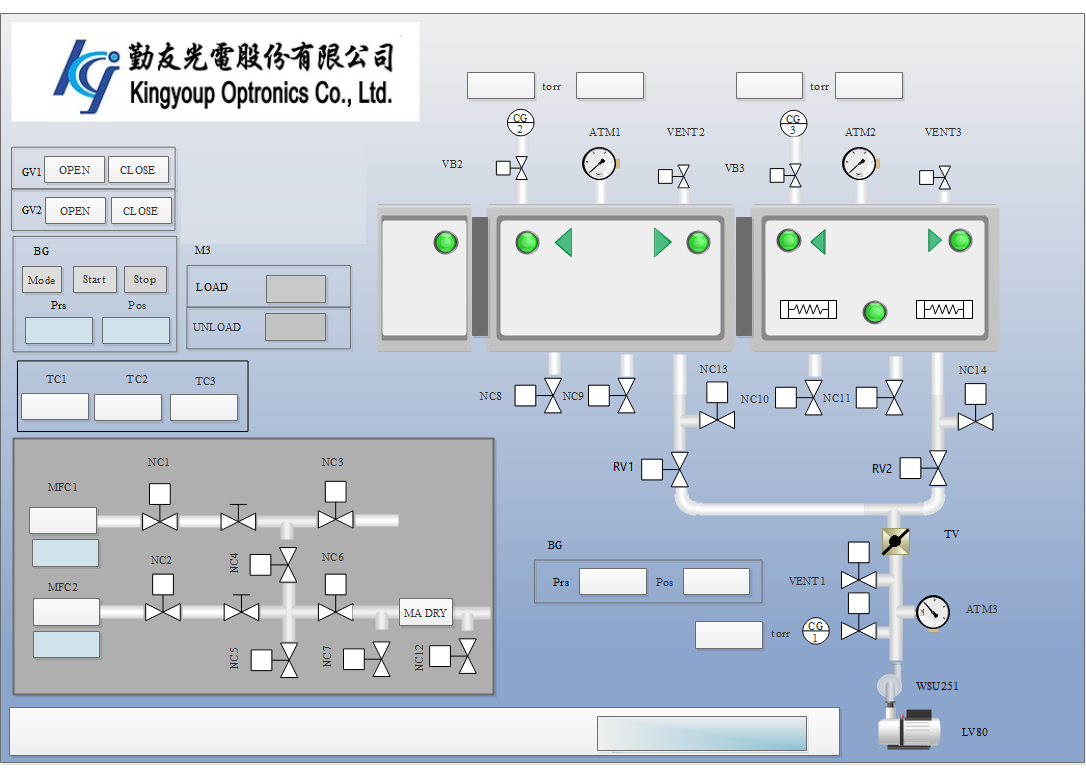 勤友光電股份有限公司
Kingyoup Optronics Co., Ltd.
torr
torr
CG 2
CG 3
ATM1
VENT2
ATM2
VENT3
VB2
VB3
GV1 OPEN CLOSE
GV2 OPEN CLOSE
BG
Mode Start Stop
Prs Pos
M3
LOAD
UNLOAD
TC1 TC2 TC3
NC8
NC9
NC13
NC10
NC11
NC14
RV1
RV2
NC1
NC3
MFC1
NC2
NC4
NC6
MFC2
MA DRY
NC5
NC7
NC12
BG
Prs Pos
TV
VENT1
ATM3
torr
CG 1
WSU251
LV80